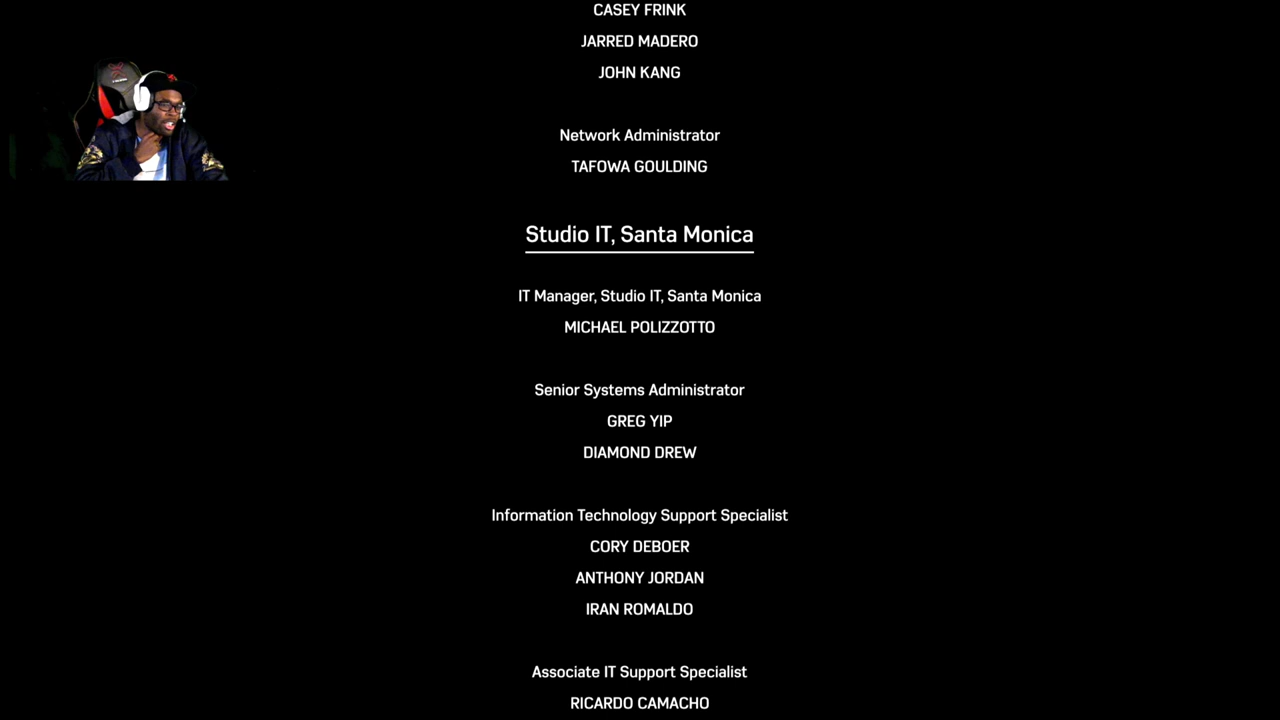 CASEY FRINK
JARRED MADERO
JOHN KANG
Network Administrator
TAFOWA GOULDING
Studio IT, Santa Monica
IT Manager, Studio IT, Santa Monica
MICHAEL POLIZZOTTO
Senior Systems Administrator
GREG YIP
DIAMOND DREW
Information Technology Support Specialist
CORY DEBOER
ANTHONY JORDAN
IRAN ROMALDO
Associate IT Support Specialist
RICARDO CAMACHO